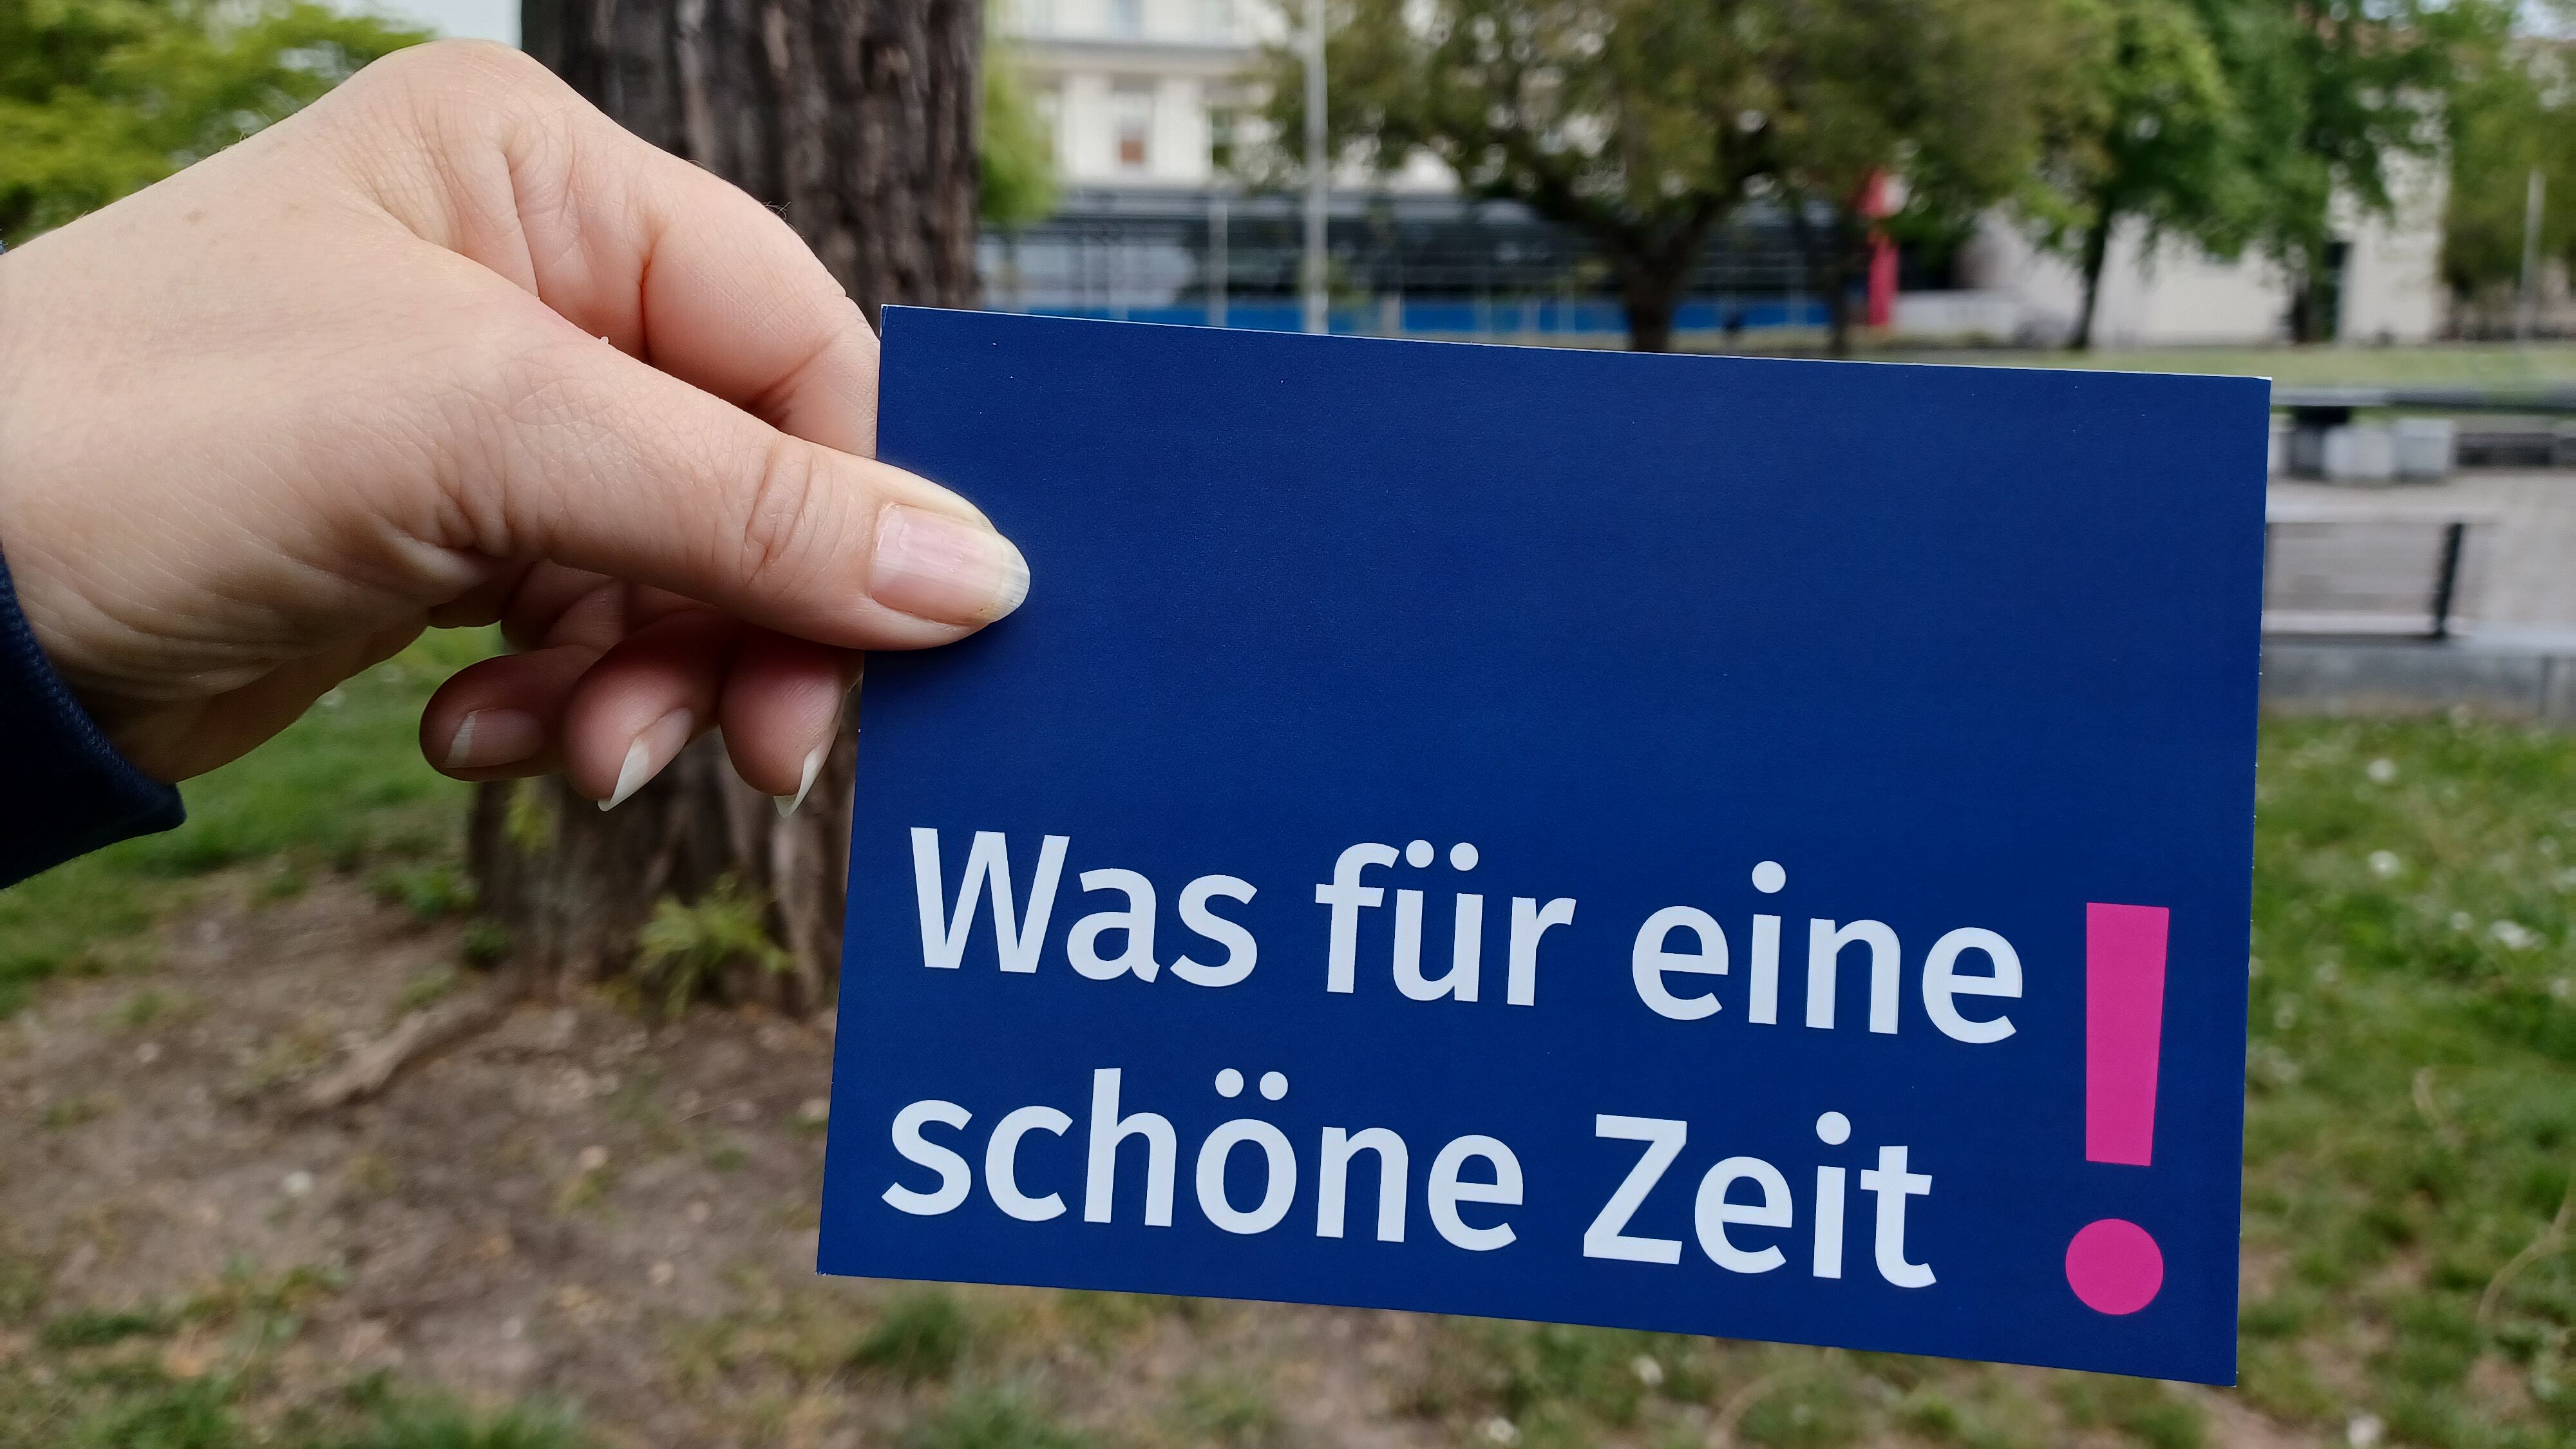 Was für eine
schöne Zeit!